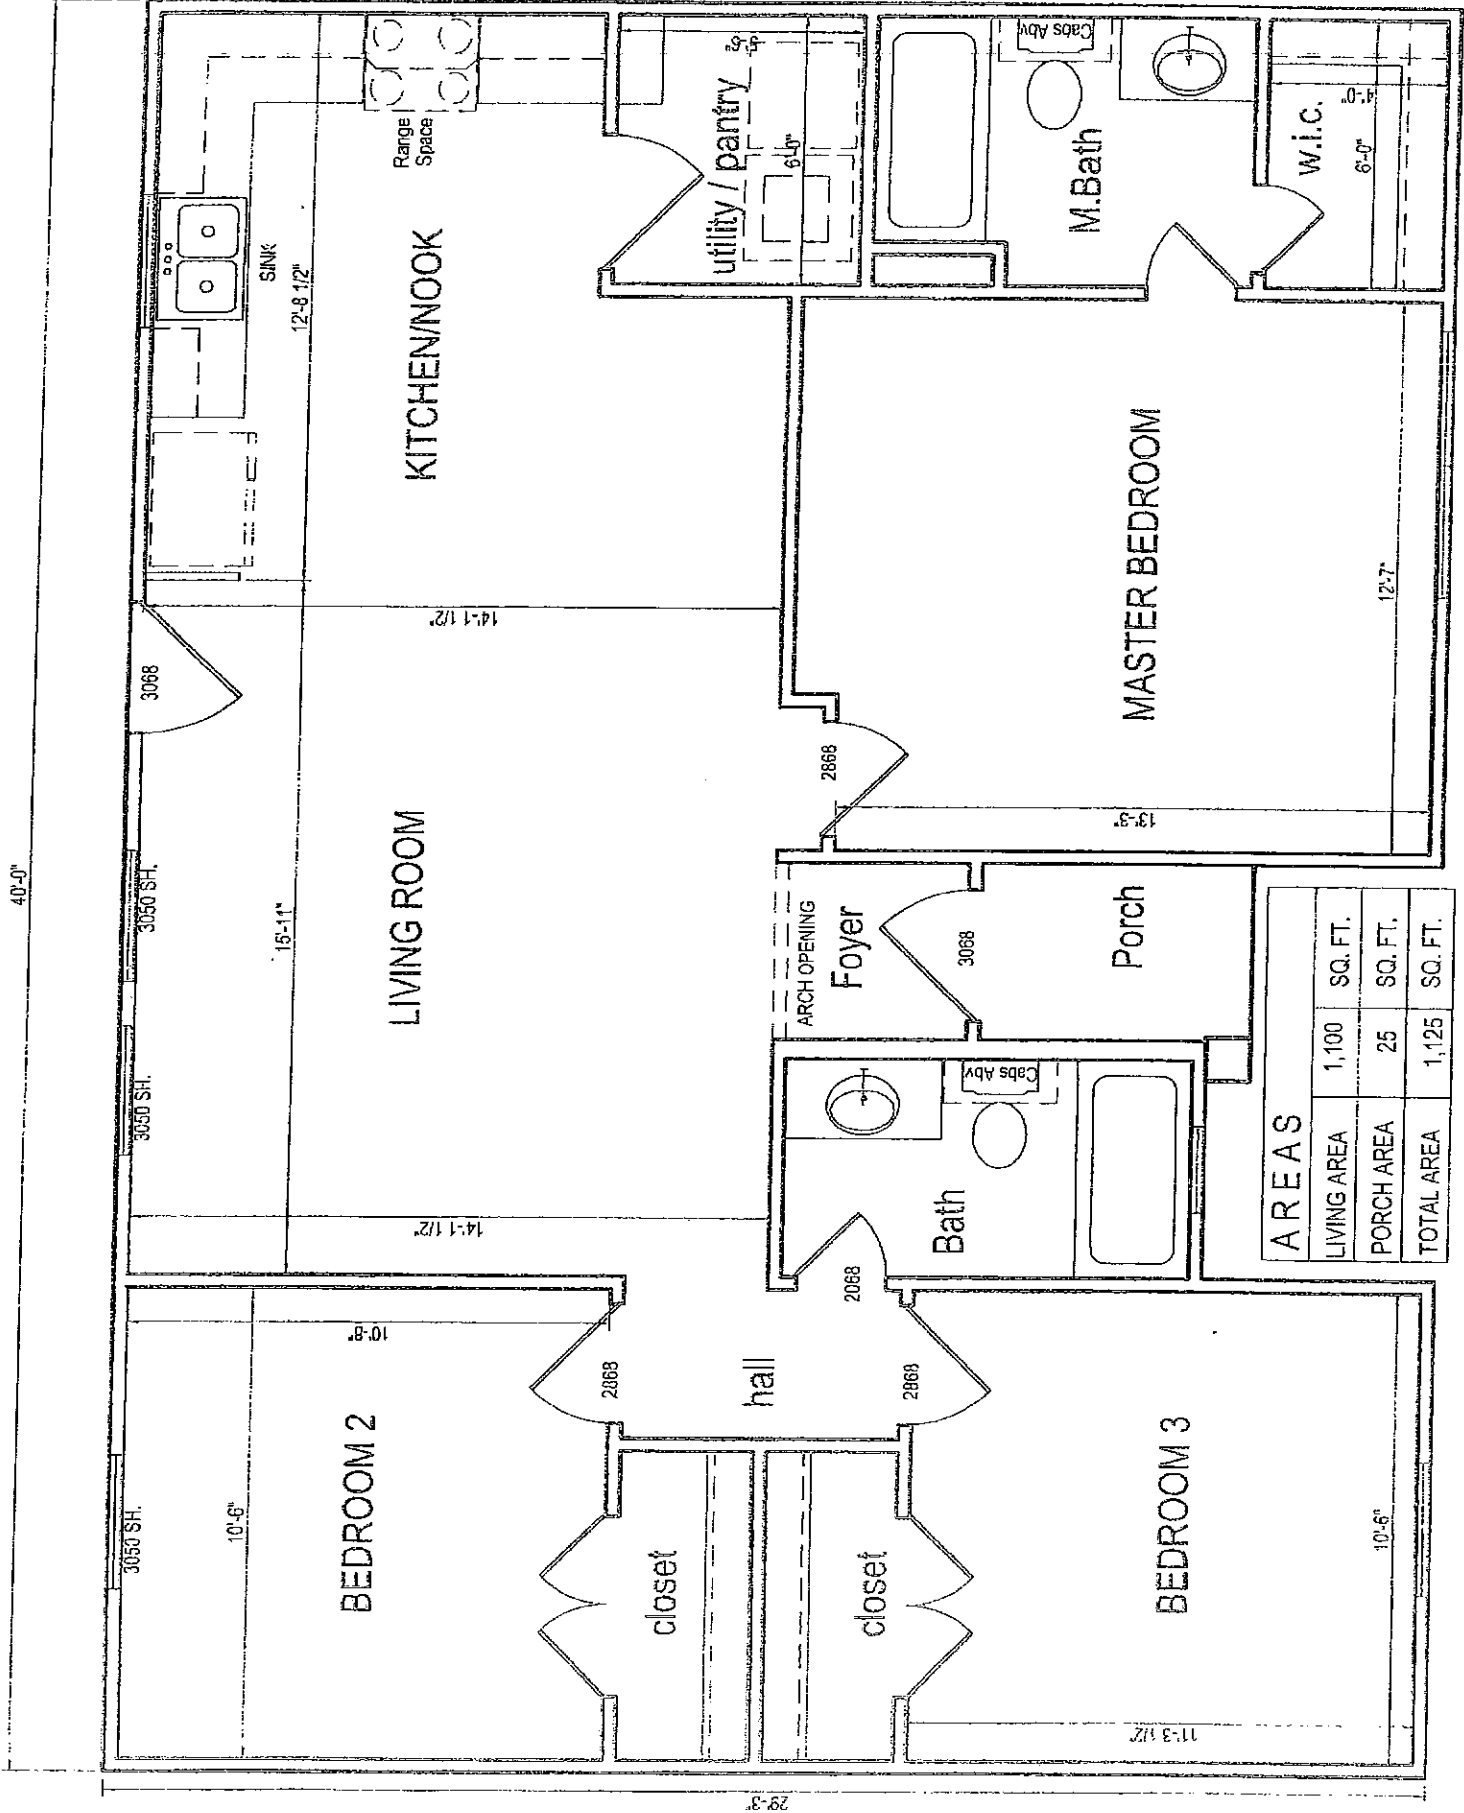 40'-0"
3050 SH.
3050 SH.
3050 SH.
3068
SINK
Range
Space
12'-8 1/2"
15'-11"
14'-1 1/2"
14'-1 1/2"
KITCHEN/NOOK
LIVING ROOM
utility / pantry
5'-6"
6'-0"
Cabs Abv
M.Bath
w.i.c.
4'-0"
6'-0"
MASTER BEDROOM
12'-7"
13'-3"
2868
ARCH OPENING
Foyer
3068
Porch
Cabs Abv
Bath
2068
10'-8"
10'-6"
BEDROOM 2
2868
hall
2868
closet
closet
BEDROOM 3
10'-6"
11'-3 1/2"
29'-3"
AREAS
LIVING AREA 1,100 SQ. FT.
PORCH AREA 25 SQ. FT.
TOTAL AREA 1,125 SQ. FT.